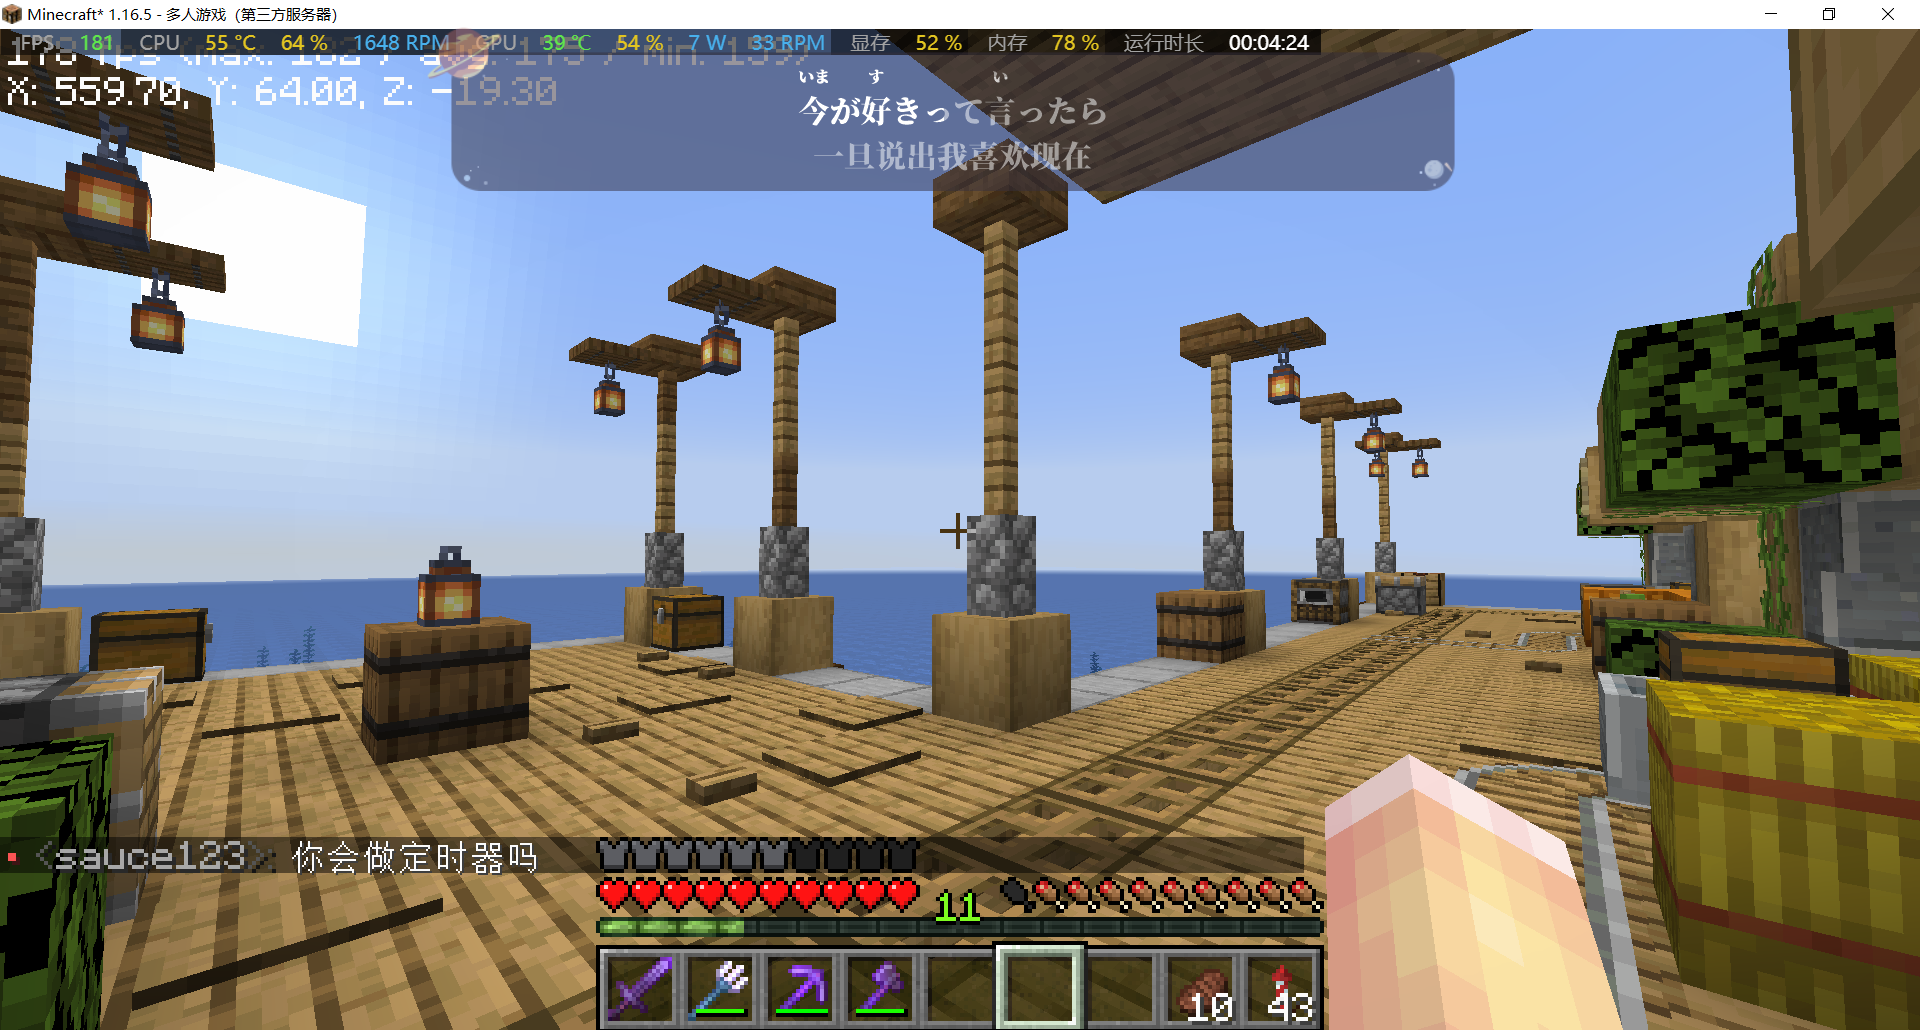 Minecraft* 1.16.5 - 多人游戏（第三方服务器）
FPS 181 CPU 55 °C 64 % 1648 RPM GPU 39 °C 54 % 7 W 33 RPM 显存 52 % 内存 78 % 运行时长 00:04:24
X: 559.70, Y: 64.00, Z: -19.30
いま す い
今が好きって言ったら
一旦说出我喜欢现在
<sauce123> 你会做定时器吗
11
10 43